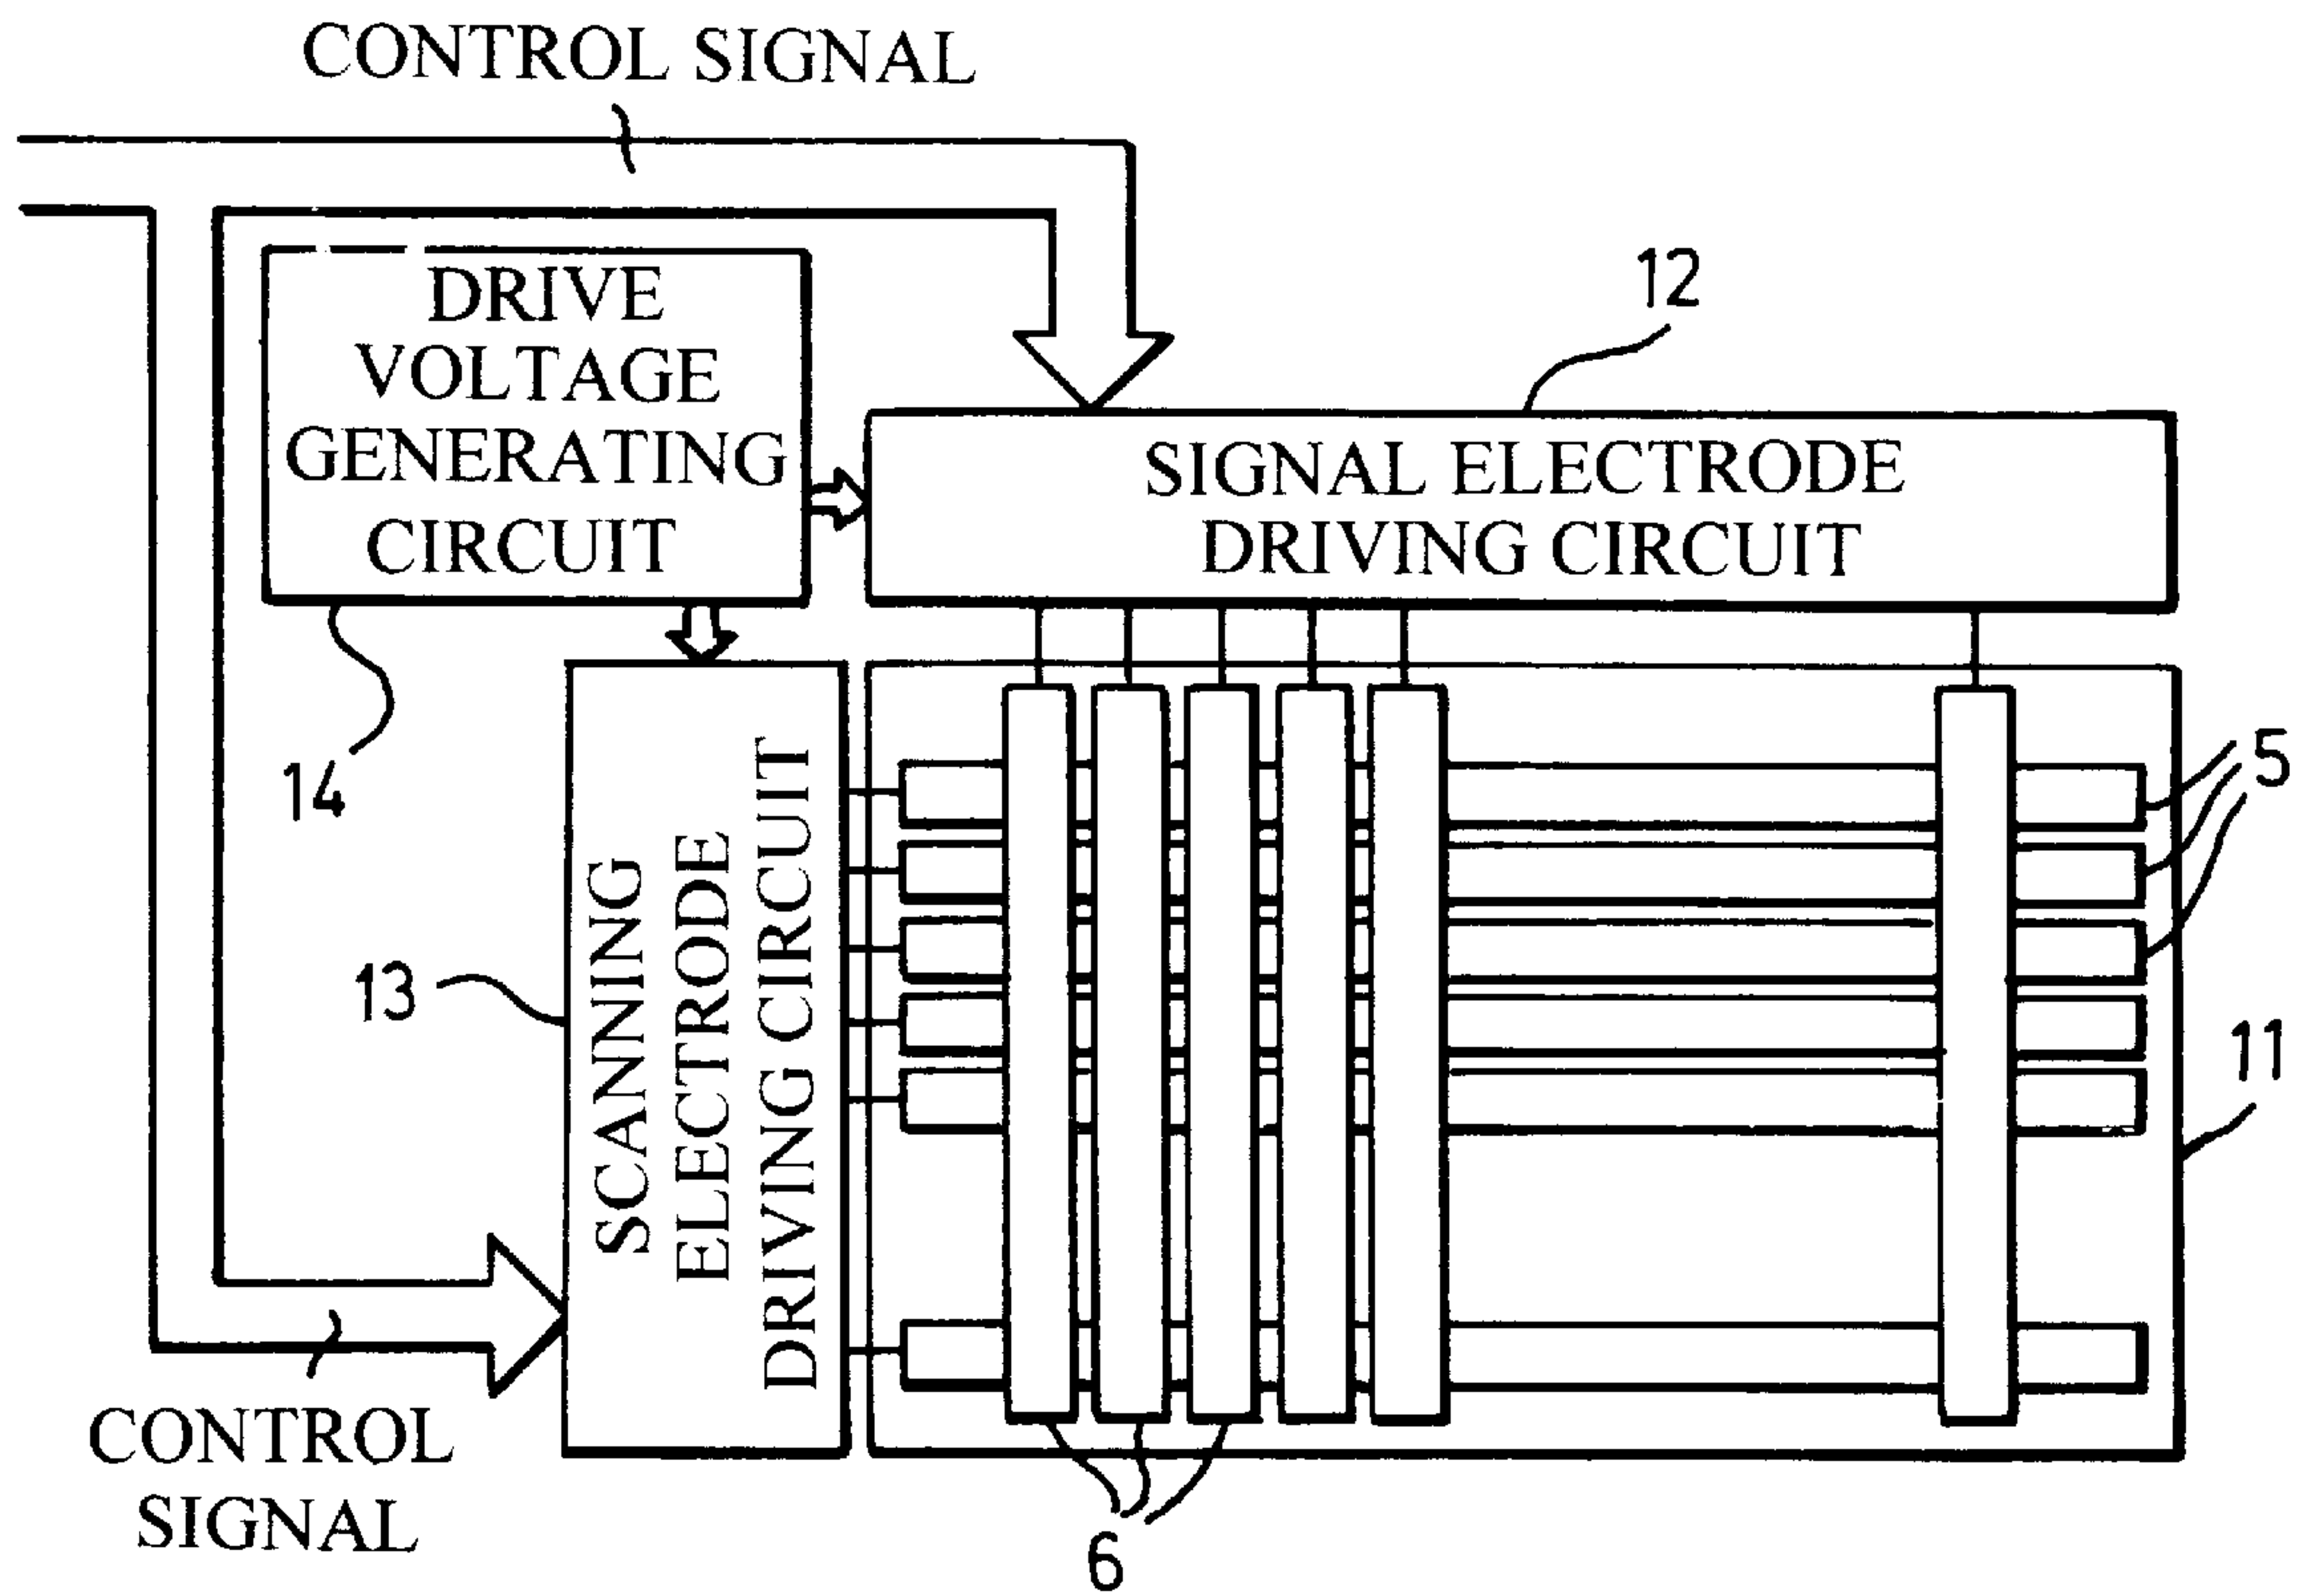 CONTROL SIGNAL
12
DRIVE
VOLTAGE
GENERATING
CIRCUIT
SIGNAL ELECTRODE
DRIVING CIRCUIT
14
5
13
SCANNING
ELECTRODE
DRIVING CIRCUIT
11
CONTROL
SIGNAL
6